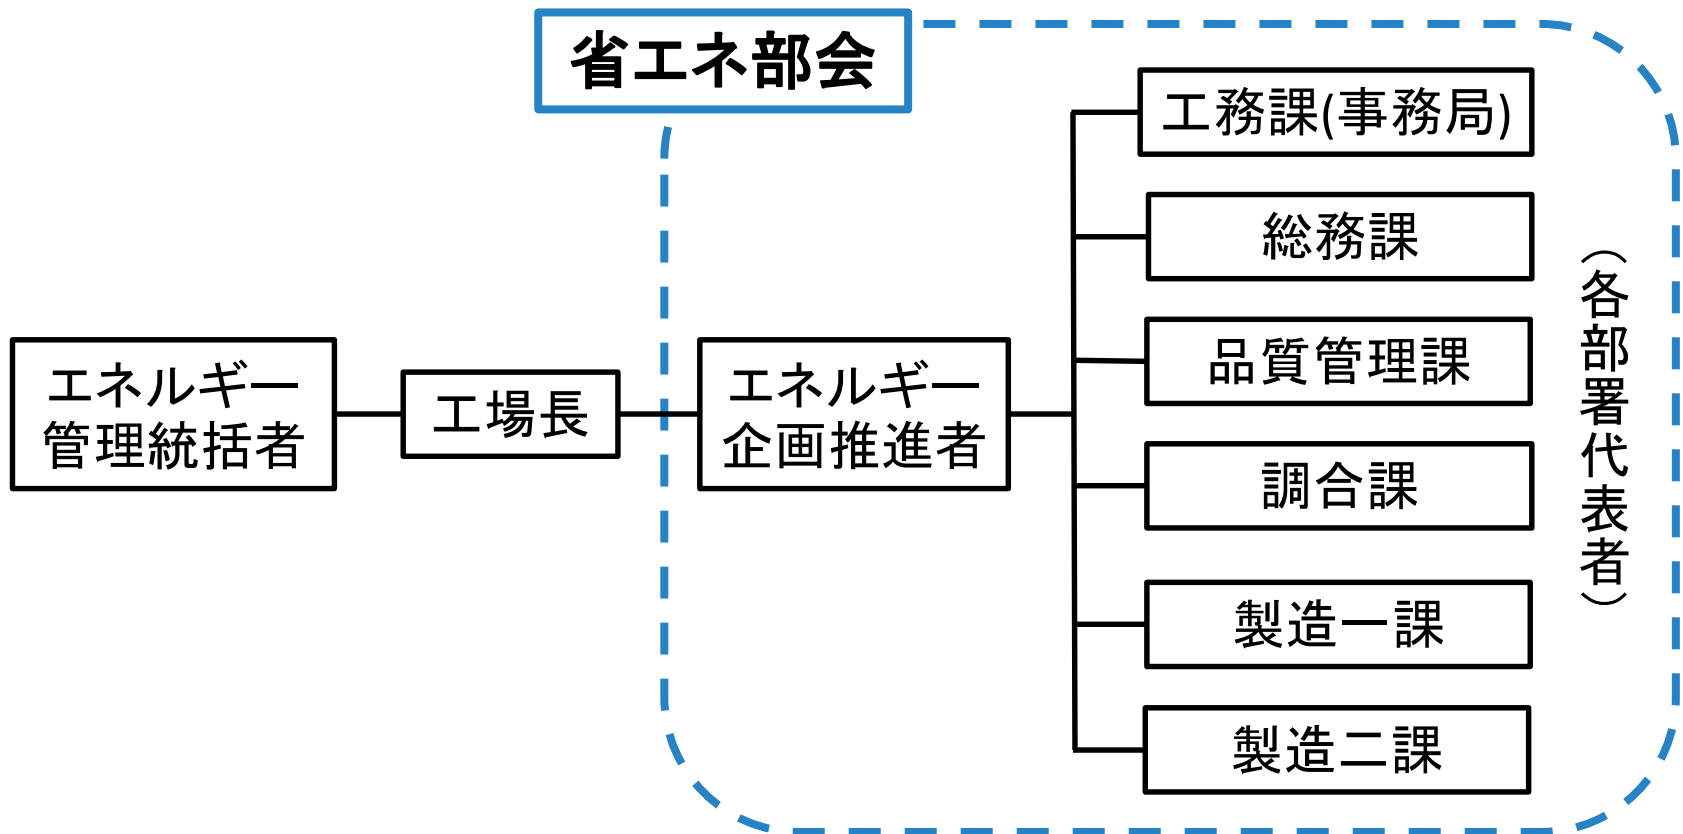 省エネ部会
エネルギー
管理統括者
工場長
エネルギー
企画推進者
工務課(事務局)
総務課
品質管理課
調合課
製造一課
製造二課
（各部署代表者）